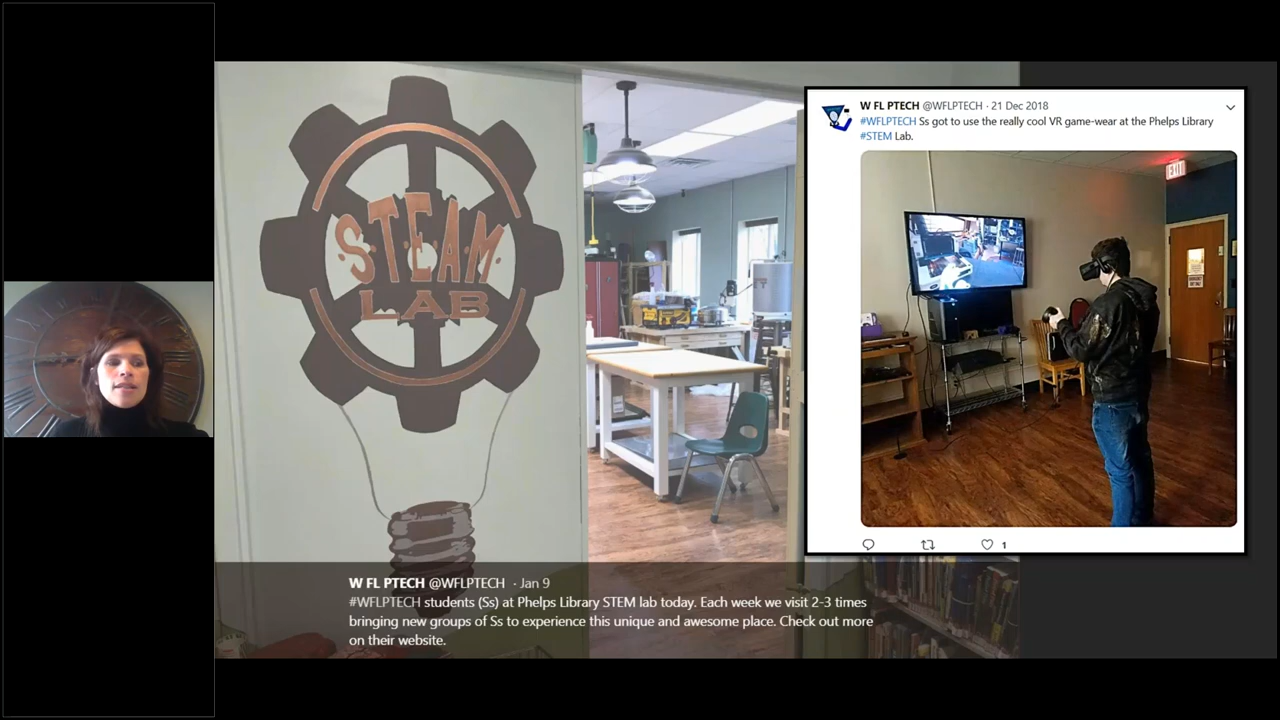 S.T.E.A.M.
LAB
W FL PTECH @WFLPTECH · 21 Dec 2018
#WFLPTECH Ss got to use the really cool VR game-wear at the Phelps Library
#STEM Lab.
EXIT
1
W FL PTECH @WFLPTECH · Jan 9
#WFLPTECH students (Ss) at Phelps Library STEM lab today. Each week we visit 2-3 times
bringing new groups of Ss to experience this unique and awesome place. Check out more
on their website.